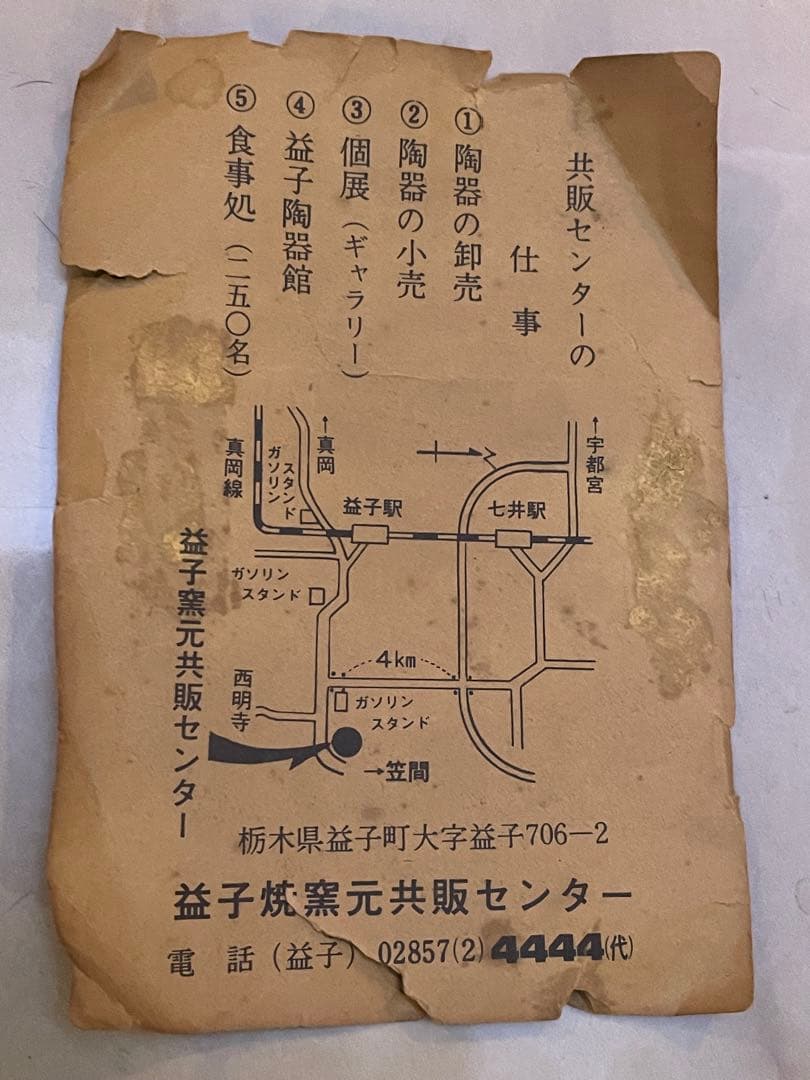 共販センターの
仕事
①陶器の卸売
②陶器の小売
③個展（ギャラリー）
④益子陶器館
⑤食事処（二五〇名）
↑宇都宮
↑真岡
ガソリン
スタンド
真岡線
益子駅
七井駅
N
ガソリン
スタンド
4km
西明寺
ガソリン
スタンド
→笠間
益子窯元共販センター
栃木県益子町大字益子706－2
益子焼窯元共販センター
電話（益子）02857(2)4444(代)